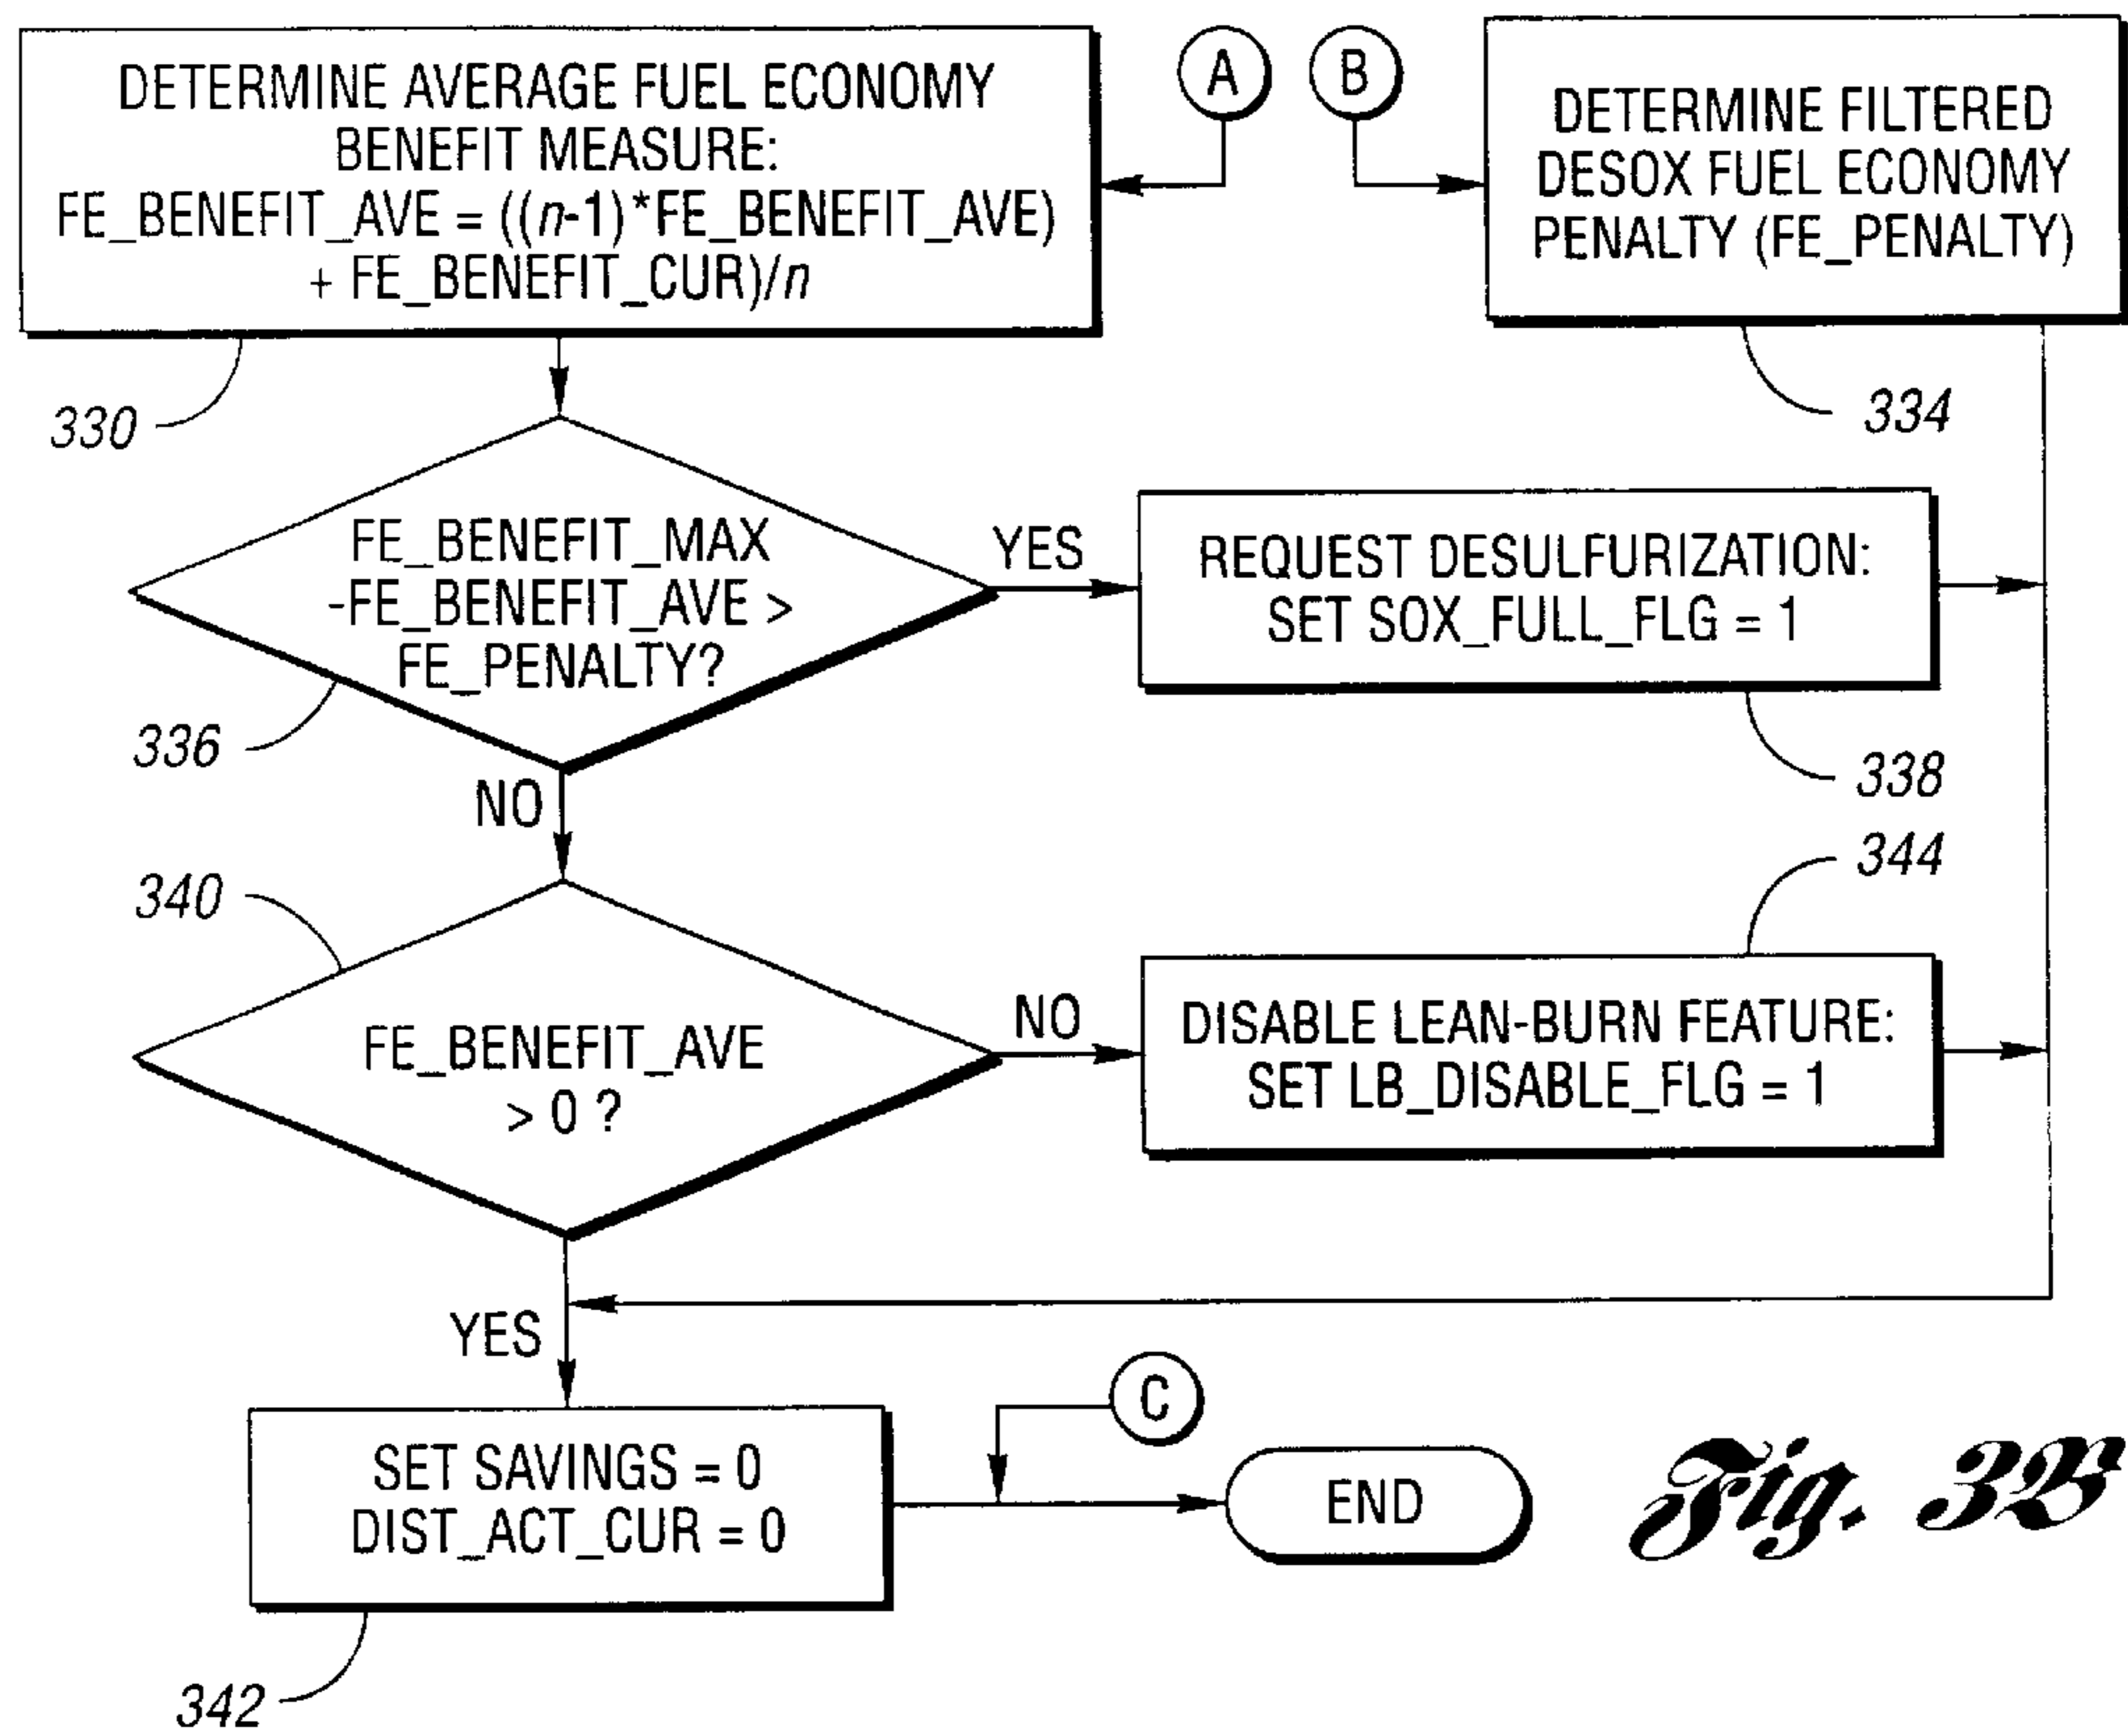 DETERMINE AVERAGE FUEL ECONOMY
BENEFIT MEASURE:
FE_BENEFIT_AVE = ((n-1)*FE_BENEFIT_AVE)
+ FE_BENEFIT_CUR)/n
A
B
DETERMINE FILTERED
DESOX FUEL ECONOMY
PENALTY (FE_PENALTY)
330
334
FE_BENEFIT_MAX
-FE_BENEFIT_AVE >
FE_PENALTY?
YES
REQUEST DESULFURIZATION:
SET SOX_FULL_FLG = 1
336
338
NO
340
344
FE_BENEFIT_AVE
> 0 ?
NO
DISABLE LEAN-BURN FEATURE:
SET LB_DISABLE_FLG = 1
YES
C
SET SAVINGS = 0
DIST_ACT_CUR = 0
END
Fig. 3B
342